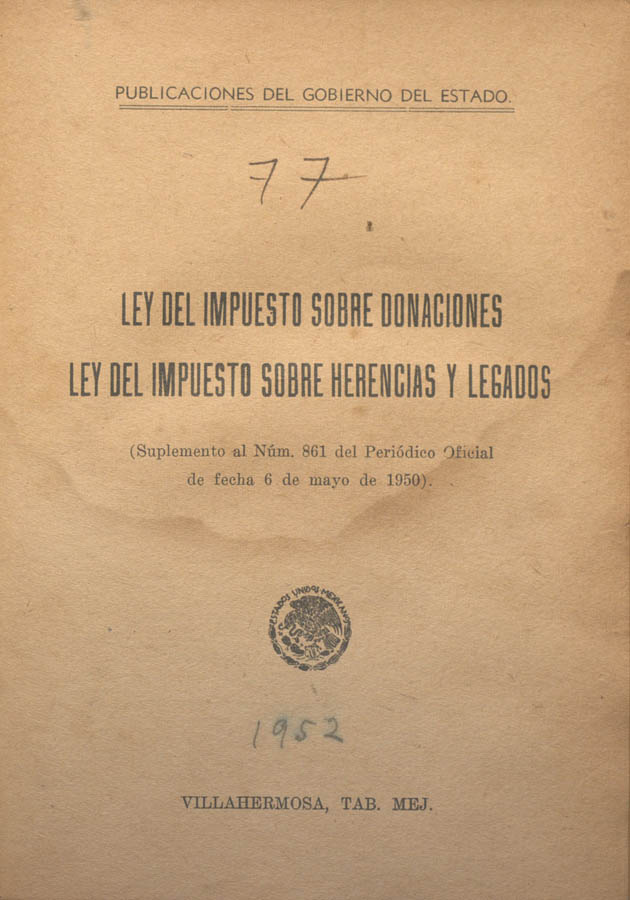 PUBLICACIONES DEL GOBIERNO DEL ESTADO.
77
LEY DEL IMPUESTO SOBRE DONACIONES
LEY DEL IMPUESTO SOBRE HERENCIAS Y LEGADOS
(Suplemento al Núm. 861 del Periódico Oficial
de fecha 6 de mayo de 1950).
ESTADOS UNIDOS MEXICANOS
1952
VILLAHERMOSA, TAB. MEJ.